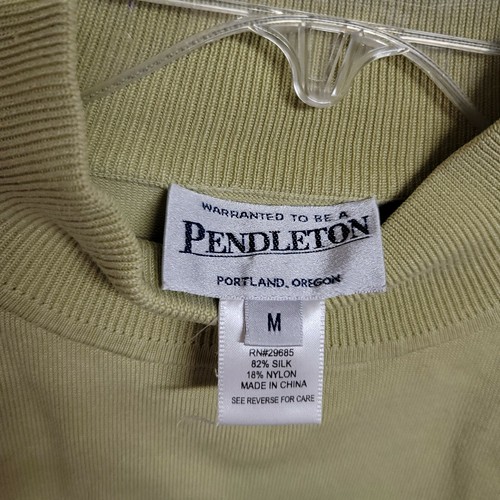 WARRANTED TO BE A
PENDLETON
PORTLAND, OREGON
M
RN#29685
82% SILK
18% NYLON
MADE IN CHINA
SEE REVERSE FOR CARE